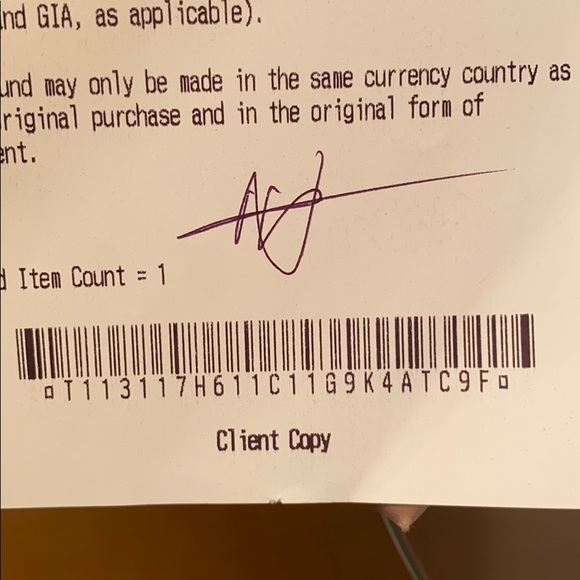 and GIA, as applicable).
und may only be made in the same currency country as
riginal purchase and in the original form of
ent.
d Item Count = 1
¤T113117H611C11G9K4ATC9F¤
Client Copy